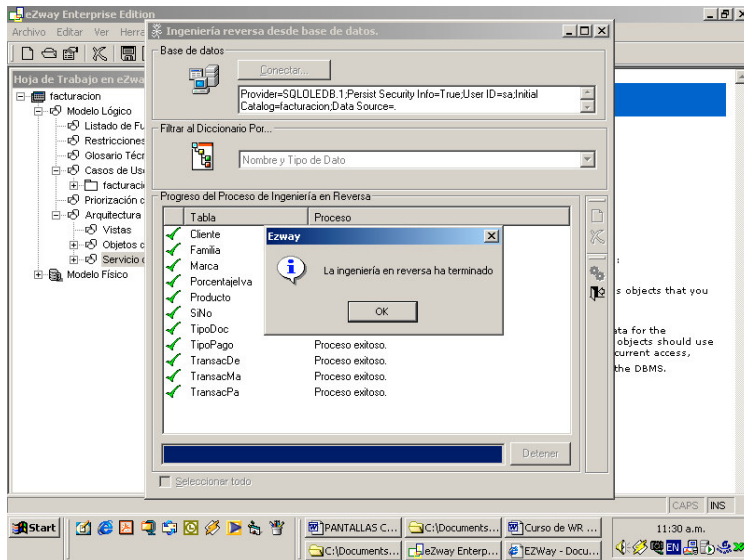 eZway Enterprise Edition
Archivo Editar Ver Herra
Ingeniería reversa desde base de datos.
Hoja de Trabajo en eZwa
facturacion
Modelo Lógico
Listado de Fu
Restricciones
Glosario Técr
Casos de Uso
facturaci
Priorización c
Arquitectura
Vistas
Objetos c
Servicio c
Modelo Físico
Base de datos
Conectar...
Provider=SQLOLEDB.1;Persist Security Info=True;User ID=sa;Initial
Catalog=facturacion;Data Source=.
Filtrar al Diccionario Por...
Nombre y Tipo de Dato
Progreso del Proceso de Ingeniería en Reversa
Tabla Proceso
Cliente
Familia
Marca
PorcentajeIva
Producto
SiNo
TipoDoc
TipoPago Proceso exitoso.
TransacDe Proceso exitoso.
TransacMa Proceso exitoso.
TransacPa Proceso exitoso.
Ezway
La ingeniería en reversa ha terminado
OK
Detener
Seleccionar todo
:
s objects that you
ata for the
objects should use
current access,
the DBMS.
CAPS INS
Start
PANTALLAS C... C:\Documents... Curso de WR ...
C:\Documents... eZway Enterp... EZWay - Docu...
EN
11:30 a.m.